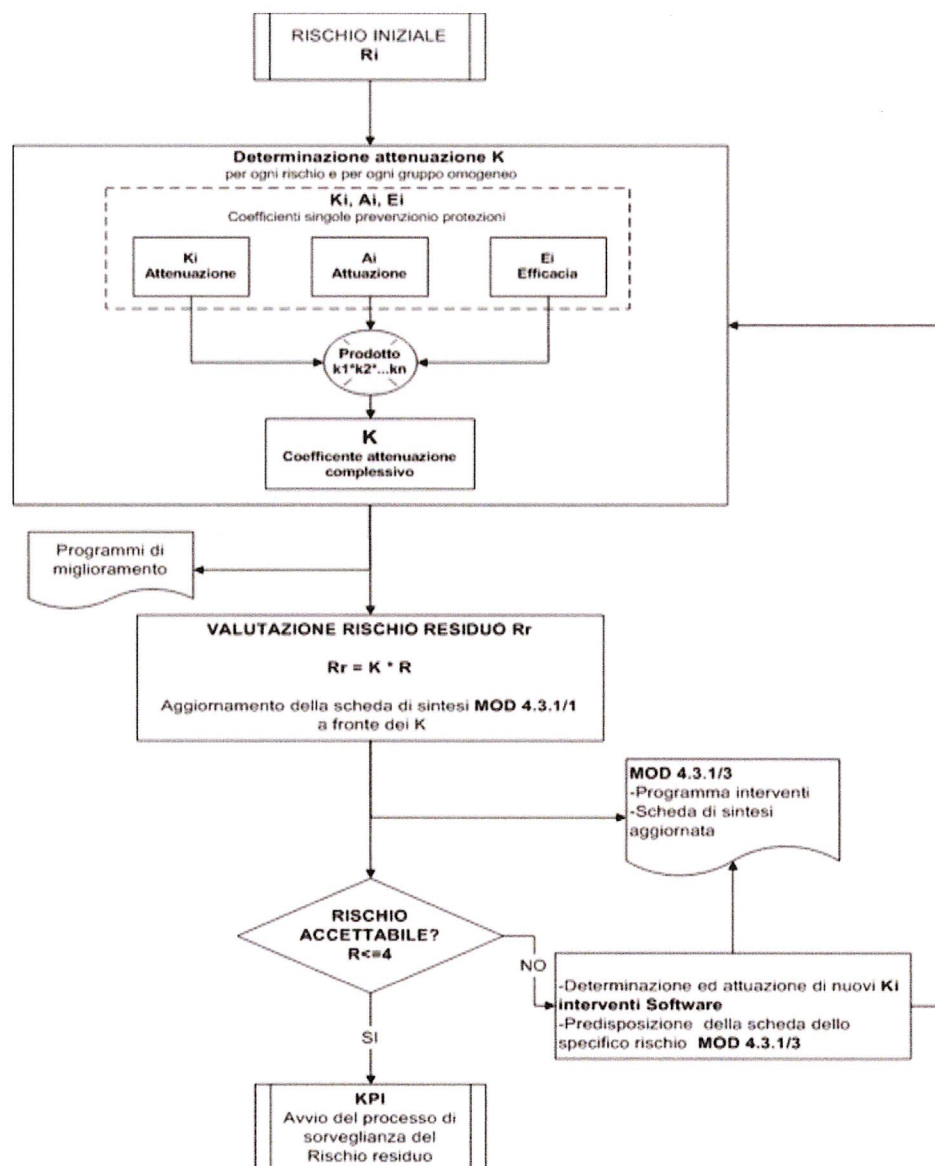 RISCHIO INIZIALE
Ri
Determinazione attenuazione K
per ogni rischio e per ogni gruppo omogeneo
Ki, Ai, Ei
Coefficienti singole prevenzionio protezioni
Ki
Attenuazione
Ai
Attuazione
Ei
Efficacia
Prodotto
k1*k2*...kn
K
Coefficente attenuazione
complessivo
Programmi di
miglioramento
VALUTAZIONE RISCHIO RESIDUO Rr
Rr = K * R
Aggiornamento della scheda di sintesi MOD 4.3.1/1
a fronte dei K
MOD 4.3.1/3
-Programma interventi
-Scheda di sintesi
aggiornata
RISCHIO
ACCETTABILE?
R<=4
NO
-Determinazione ed attuazione di nuovi Ki
interventi Software
-Predisposizione della scheda dello
specifico rischio MOD 4.3.1/3
SI
KPI
Avvio del processo di
sorveglianza del
Rischio residuo